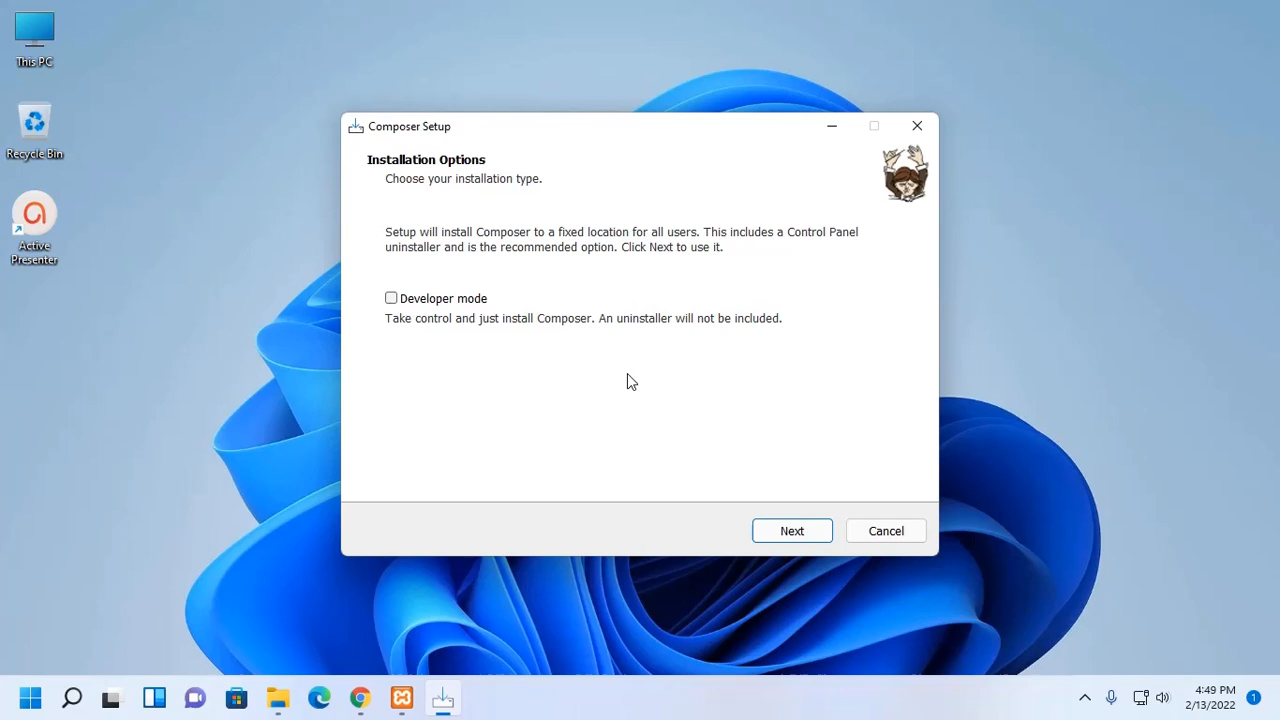 This PC
Recycle Bin
Active
Presenter
Composer Setup
Installation Options
Choose your installation type.
Setup will install Composer to a fixed location for all users. This includes a Control Panel
uninstaller and is the recommended option. Click Next to use it.
Developer mode
Take control and just install Composer. An uninstaller will not be included.
Next
Cancel
4:49 PM
2/13/2022
1